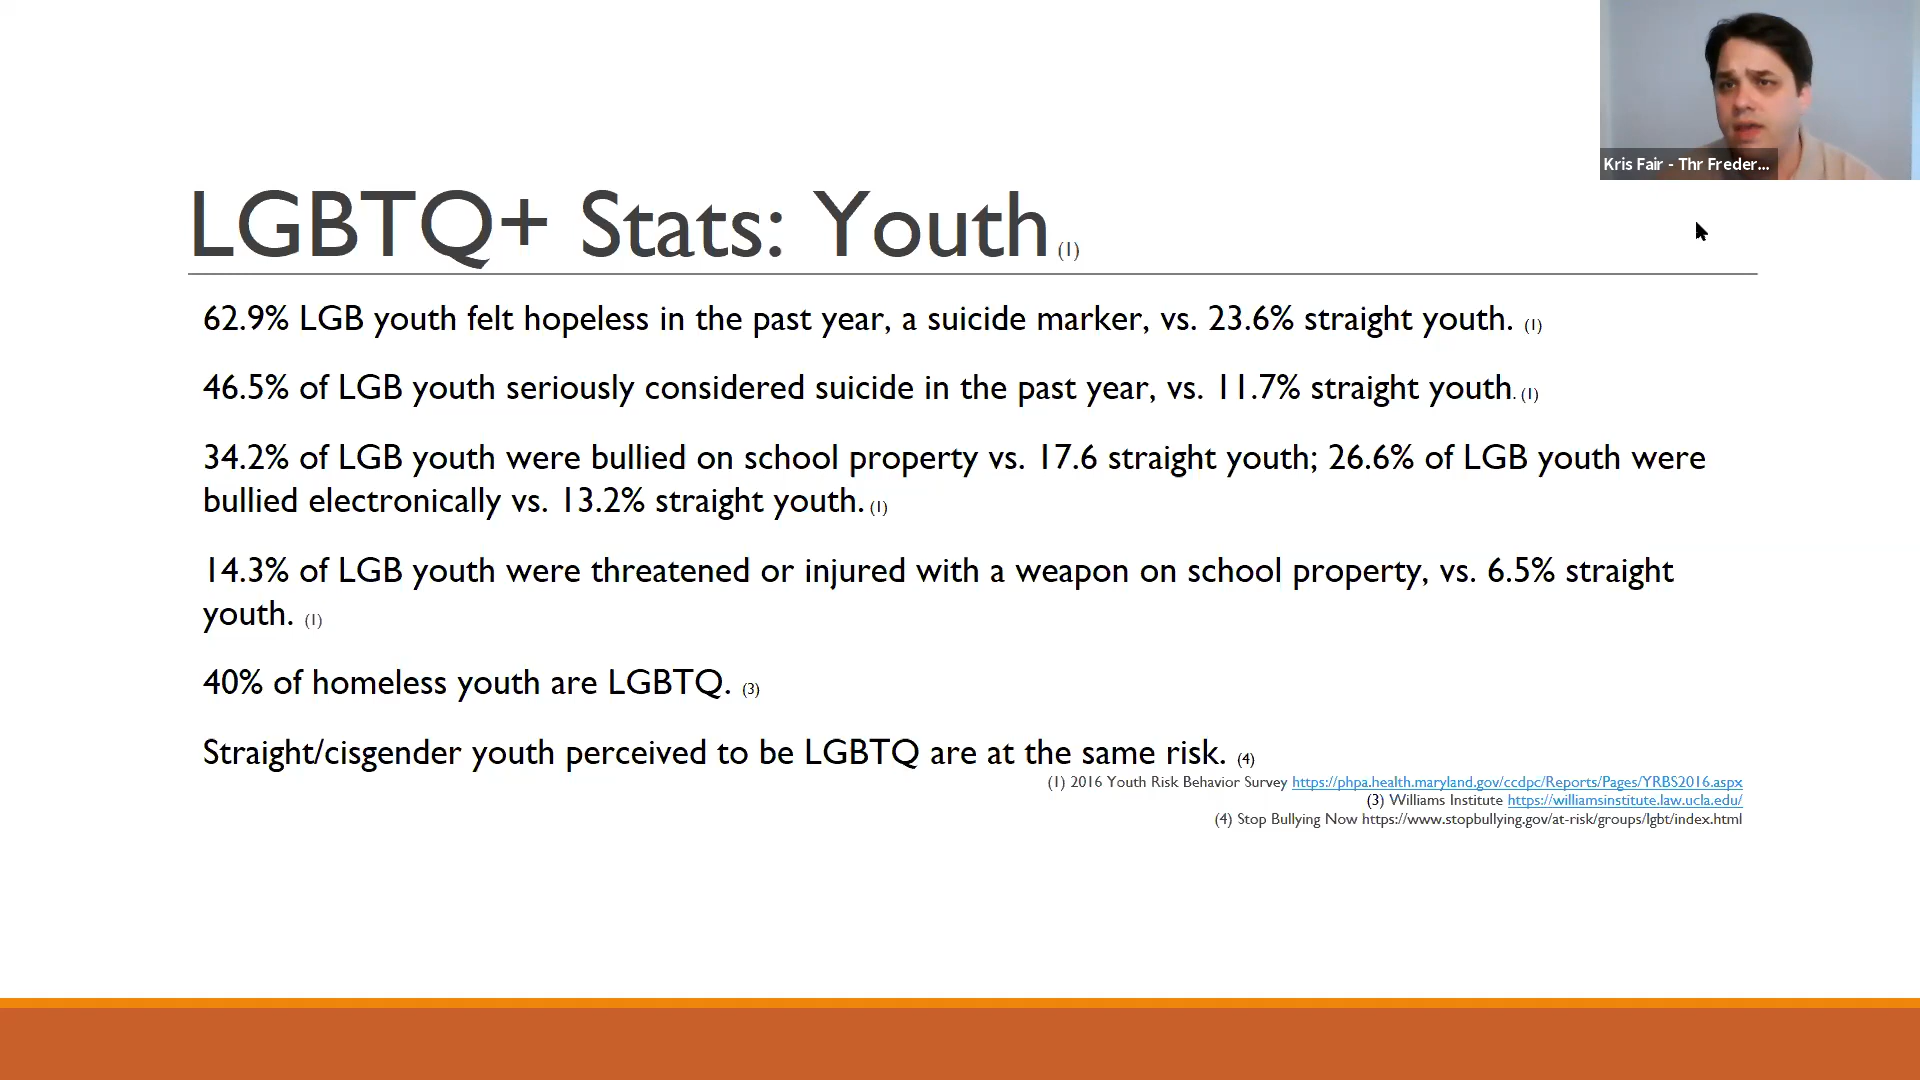 Kris Fair - Thr Freder...
LGBTQ+ Stats: Youth (1)
62.9% LGB youth felt hopeless in the past year, a suicide marker, vs. 23.6% straight youth. (1)
46.5% of LGB youth seriously considered suicide in the past year, vs. 11.7% straight youth. (1)
34.2% of LGB youth were bullied on school property vs. 17.6 straight youth; 26.6% of LGB youth were
bullied electronically vs. 13.2% straight youth. (1)
14.3% of LGB youth were threatened or injured with a weapon on school property, vs. 6.5% straight
youth. (1)
40% of homeless youth are LGBTQ. (3)
Straight/cisgender youth perceived to be LGBTQ are at the same risk. (4)
(1) 2016 Youth Risk Behavior Survey https://phpa.health.maryland.gov/ccdpc/Reports/Pages/YRBS2016.aspx
(3) Williams Institute https://williamsinstitute.law.ucla.edu/
(4) Stop Bullying Now https://www.stopbullying.gov/at-risk/groups/lgbt/index.html